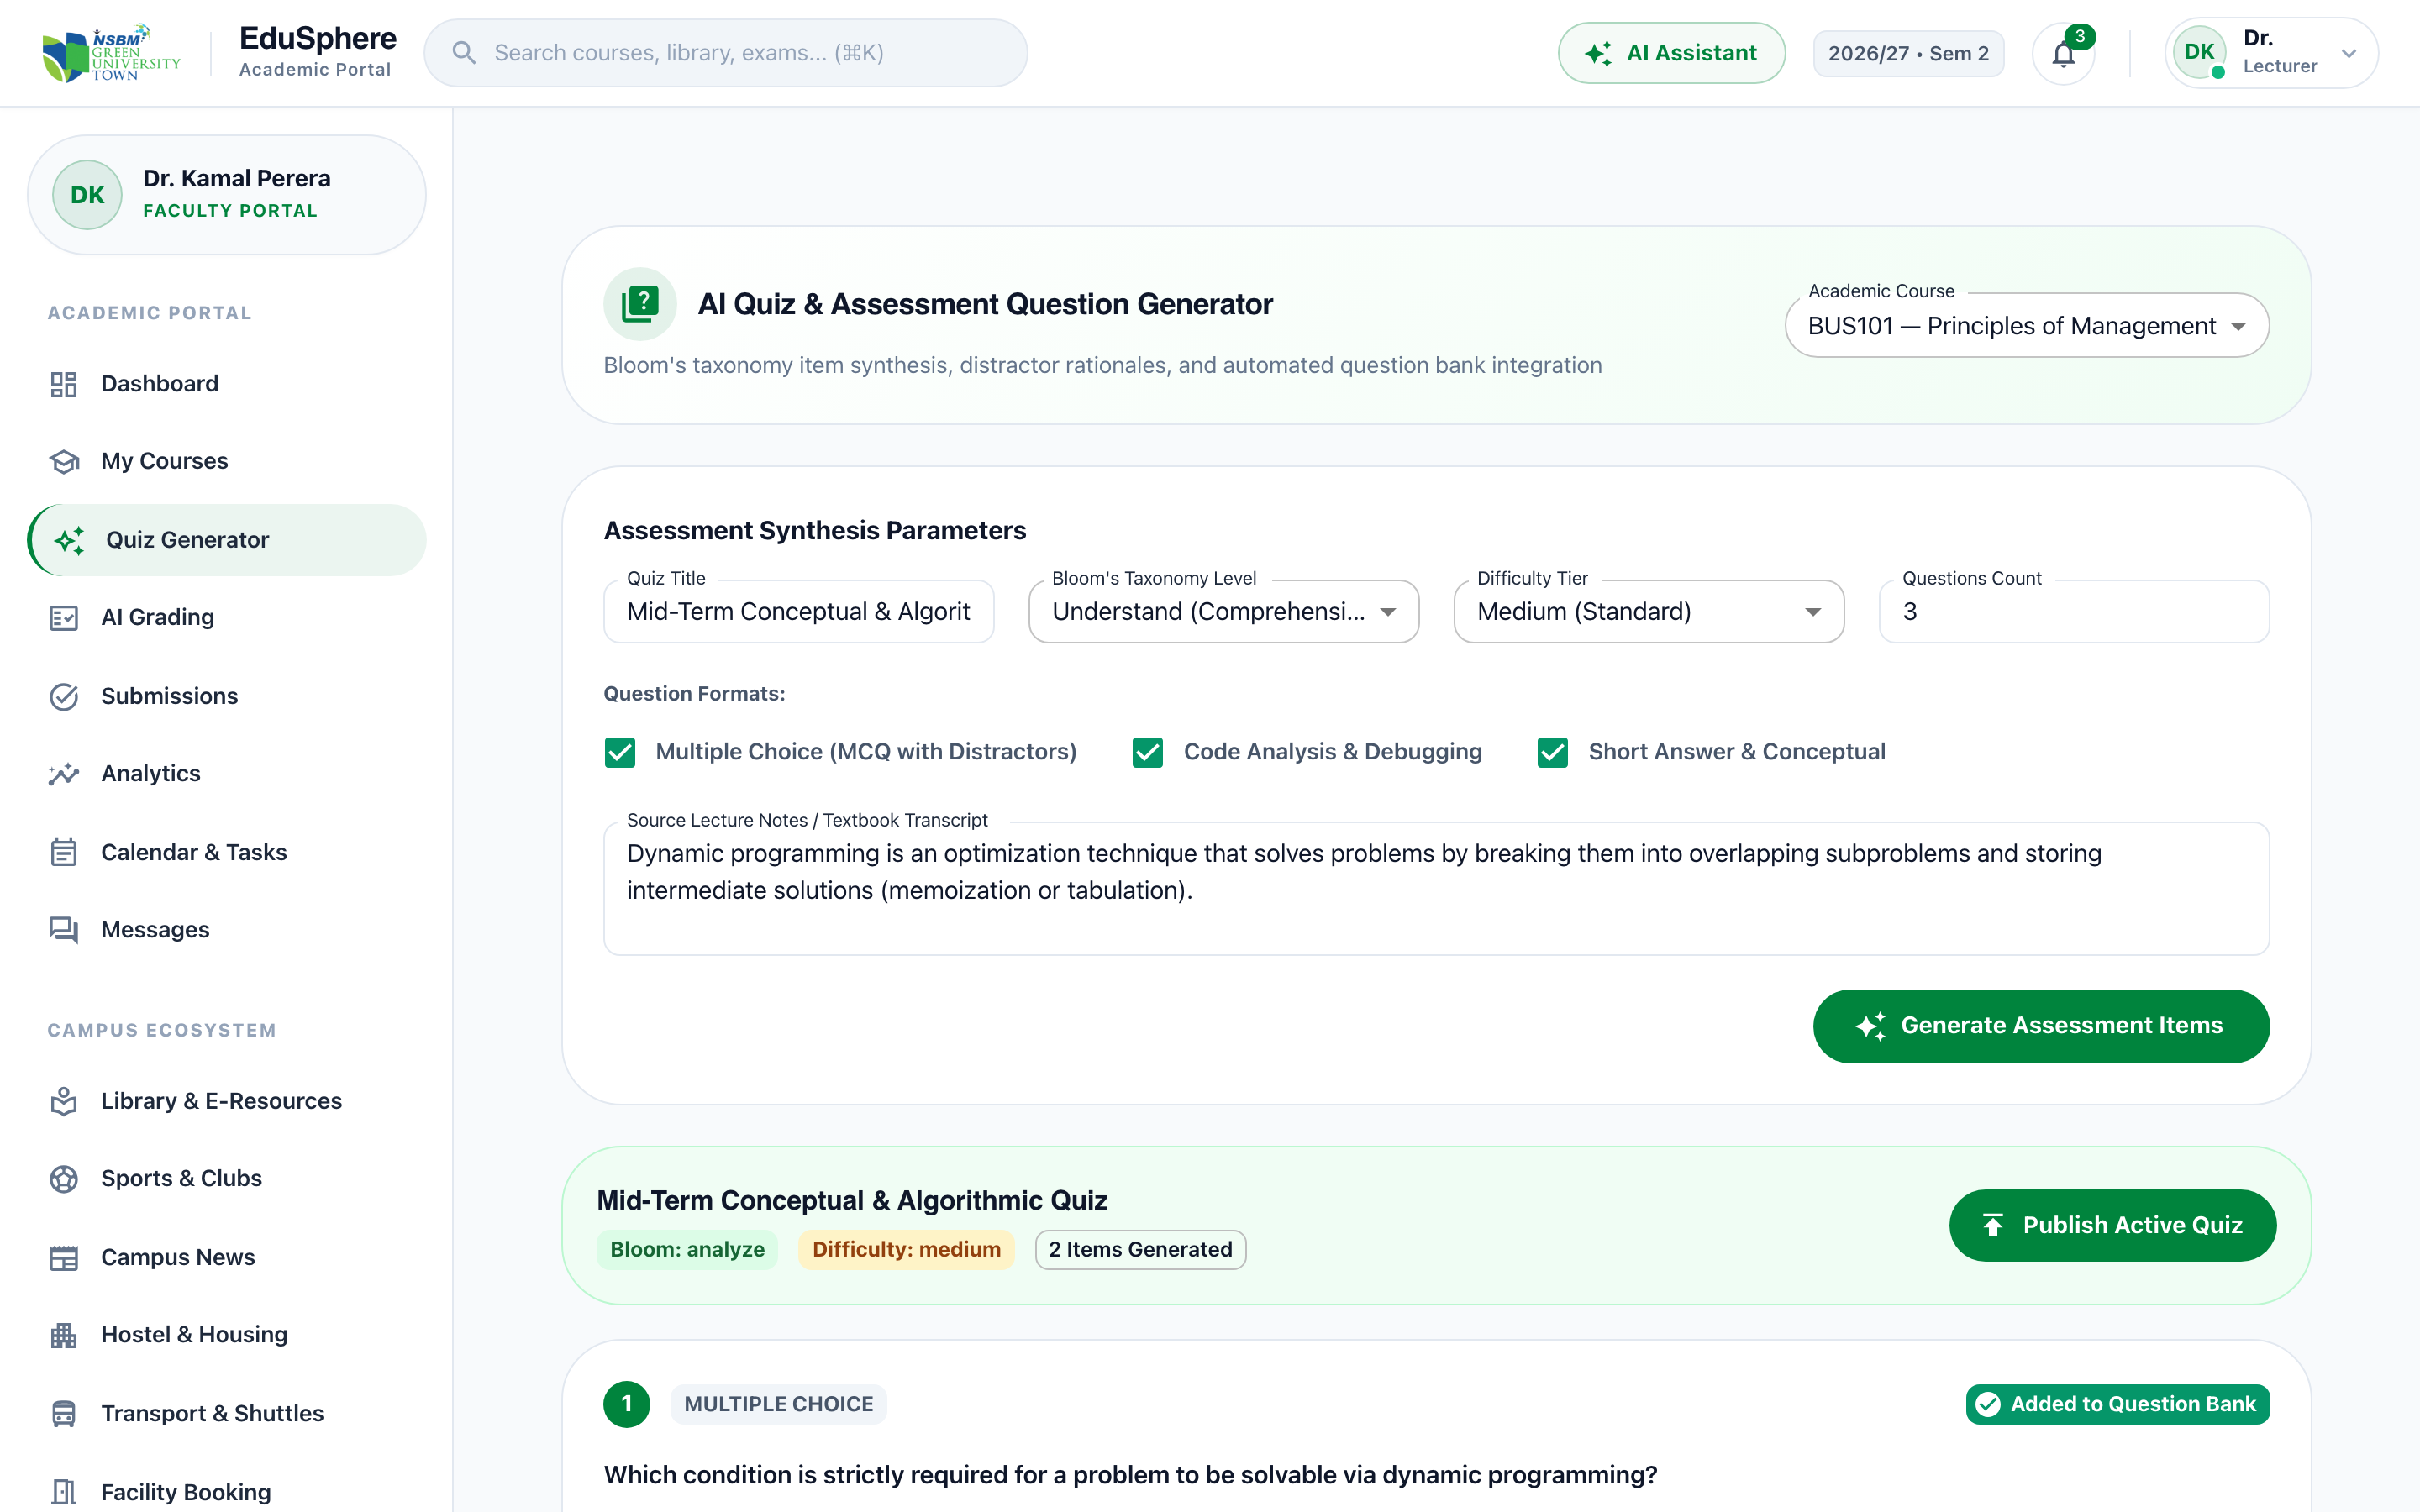 NSBM
GREEN
UNIVERSITY
TOWN
EduSphere
Academic Portal
Search courses, library, exams... (⌘K)
AI Assistant
2026/27 • Sem 2
3
DK
Dr.
Lecturer
DK
Dr. Kamal Perera
FACULTY PORTAL
ACADEMIC PORTAL
Dashboard
My Courses
Quiz Generator
AI Grading
Submissions
Analytics
Calendar & Tasks
Messages
CAMPUS ECOSYSTEM
Library & E-Resources
Sports & Clubs
Campus News
Hostel & Housing
Transport & Shuttles
Facility Booking
AI Quiz & Assessment Question Generator
Bloom's taxonomy item synthesis, distractor rationales, and automated question bank integration
Academic Course
BUS101 — Principles of Management
Assessment Synthesis Parameters
Quiz Title
Mid-Term Conceptual & Algorit
Bloom's Taxonomy Level
Understand (Comprehensi...
Difficulty Tier
Medium (Standard)
Questions Count
3
Question Formats:
Multiple Choice (MCQ with Distractors)
Code Analysis & Debugging
Short Answer & Conceptual
Source Lecture Notes / Textbook Transcript
Dynamic programming is an optimization technique that solves problems by breaking them into overlapping subproblems and storing
intermediate solutions (memoization or tabulation).
Generate Assessment Items
Mid-Term Conceptual & Algorithmic Quiz
Bloom: analyze
Difficulty: medium
2 Items Generated
Publish Active Quiz
1
MULTIPLE CHOICE
Added to Question Bank
Which condition is strictly required for a problem to be solvable via dynamic programming?